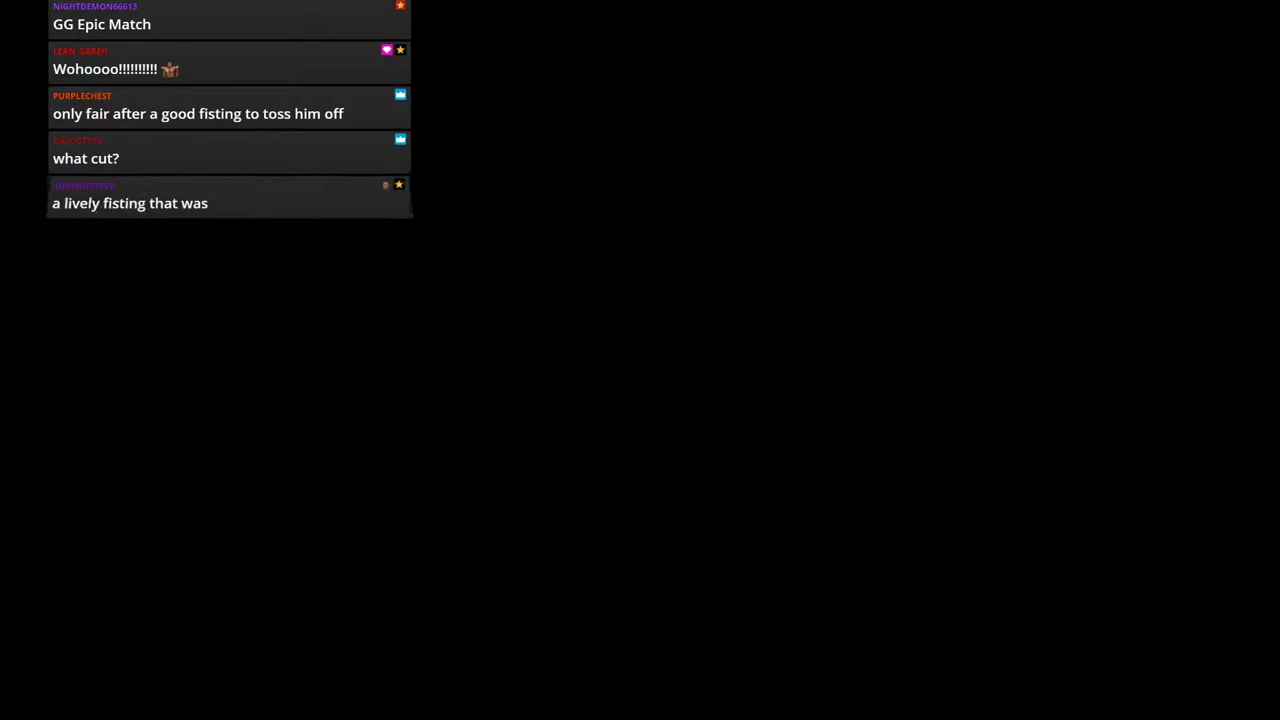 NIGHTDEMON66613
GG Epic Match
LEAN_GAREH
Wohoooo!!!!!!!!!!
PURPLECHEST
only fair after a good fisting to toss him off
what cut?
a lively fisting that was